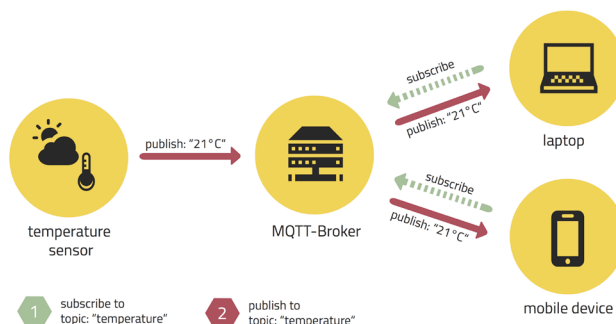 subscribe
publish: "21°C"
laptop
publish: "21°C"
temperature
sensor
MQTT-Broker
subscribe
publish: "21°C"
mobile device
1
subscribe to
topic: "temperature"
2
publish to
topic: "temperature"